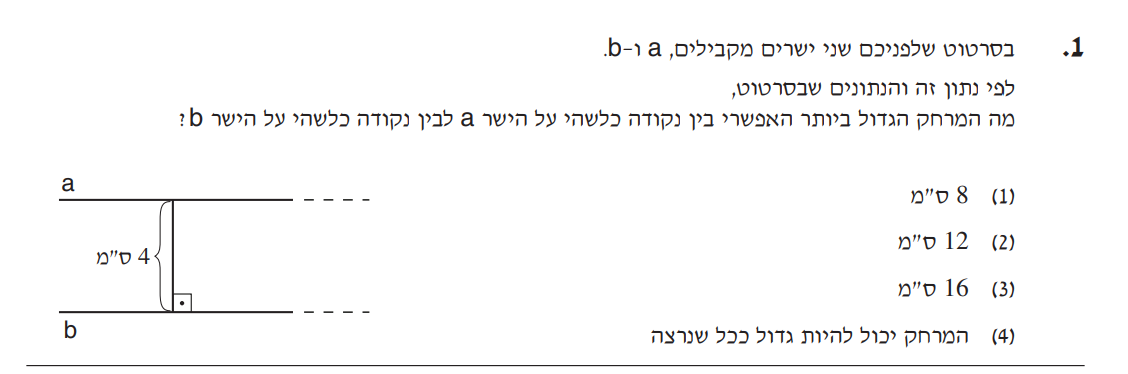 1. בסרטוט שלפניכם שני ישרים מקבילים, a ו-b.
לפי נתון זה והנתונים שבסרטוט,
מה המרחק הגדול ביותר האפשרי בין נקודה כלשהי על הישר a לבין נקודה כלשהי על הישר b?
(1) 8 ס"מ
(2) 12 ס"מ
(3) 16 ס"מ
(4) המרחק יכול להיות גדול ככל שנרצה
a
4 ס"מ
b